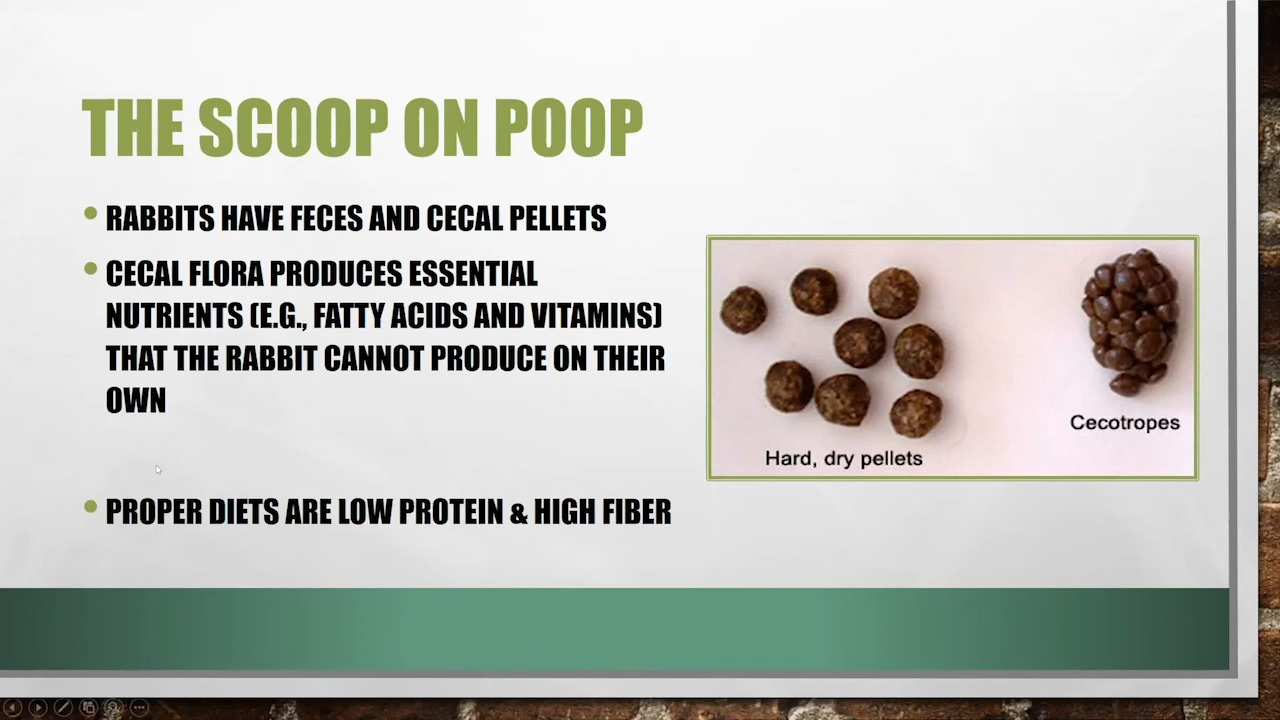 THE SCOOP ON POOP
RABBITS HAVE FECES AND CECAL PELLETS
CECAL FLORA PRODUCES ESSENTIAL
NUTRIENTS (E.G., FATTY ACIDS AND VITAMINS)
THAT THE RABBIT CANNOT PRODUCE ON THEIR
OWN
PROPER DIETS ARE LOW PROTEIN & HIGH FIBER
Cecotropes
Hard, dry pellets